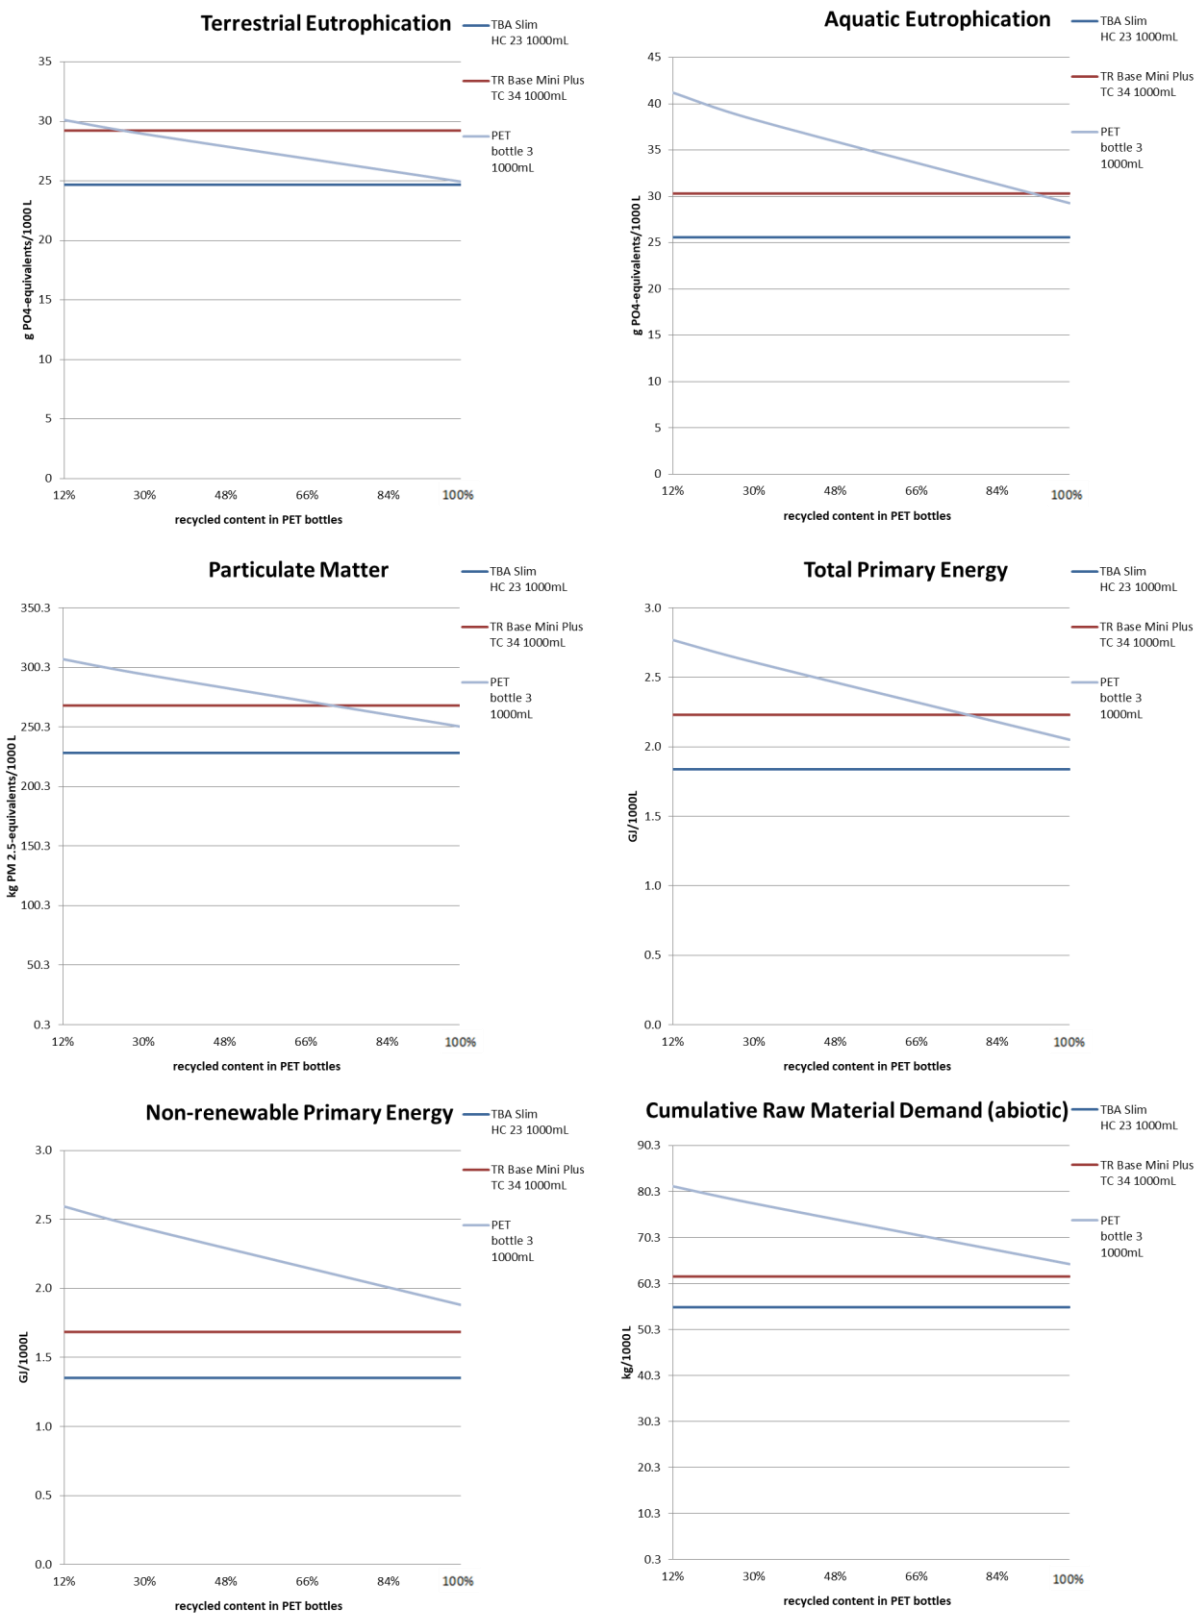 Terrestrial Eutrophication
TBA Slim
HC 23 1000mL
TR Base Mini Plus
TC 34 1000mL
PET
bottle 3
1000mL
35
30
25
20
15
10
5
0
g PO4-equivalents/1000 L
12% 30% 48% 66% 84% 100%
recycled content in PET bottles
Aquatic Eutrophication
TBA Slim
HC 23 1000mL
TR Base Mini Plus
TC 34 1000mL
PET
bottle 3
1000mL
45
40
35
30
25
20
15
10
5
0
g PO4-equivalents/1000 L
12% 30% 48% 66% 84% 100%
recycled content in PET bottles
Particulate Matter
TBA Slim
HC 23 1000mL
TR Base Mini Plus
TC 34 1000mL
PET
bottle 3
1000mL
350.3
300.3
250.3
200.3
150.3
100.3
50.3
0.3
kg PM 2.5-equivalents/1000 L
12% 30% 48% 66% 84% 100%
recycled content in PET bottles
Total Primary Energy
TBA Slim
HC 23 1000mL
TR Base Mini Plus
TC 34 1000mL
PET
bottle 3
1000mL
3.0
2.5
2.0
1.5
1.0
0.5
0.0
GJ/1000L
12% 30% 48% 66% 84% 100%
recycled content in PET bottles
Non-renewable Primary Energy
TBA Slim
HC 23 1000mL
TR Base Mini Plus
TC 34 1000mL
PET
bottle 3
1000mL
3.0
2.5
2.0
1.5
1.0
0.5
0.0
GJ/1000L
12% 30% 48% 66% 84% 100%
recycled content in PET bottles
Cumulative Raw Material Demand (abiotic)
TBA Slim
HC 23 1000mL
TR Base Mini Plus
TC 34 1000mL
PET
bottle 3
1000mL
90.3
80.3
70.3
60.3
50.3
40.3
30.3
20.3
10.3
0.3
kg/1000 L
12% 30% 48% 66% 84% 100%
recycled content in PET bottles